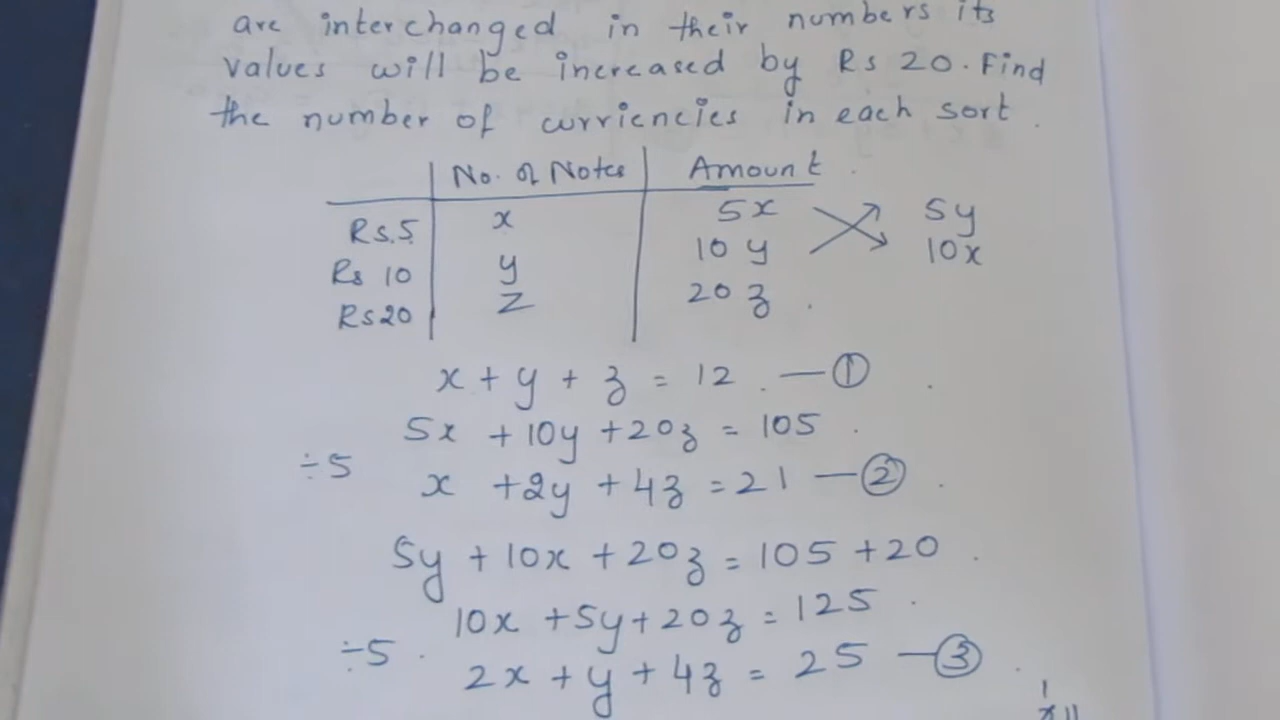 are interchanged in their numbers its
values will be increased by Rs 20. Find
the number of curriencies in each sort.
No. of Notes Amount
Rs.5 x 5x 5y
Rs 10 y 10y 10x
Rs20 z 20z
x + y + z = 12 — ①
5x + 10y + 20z = 105
÷5 x + 2y + 4z = 21 — ②
5y + 10x + 20z = 105 + 20
10x + 5y + 20z = 125
÷5 2x + y + 4z = 25 — ③